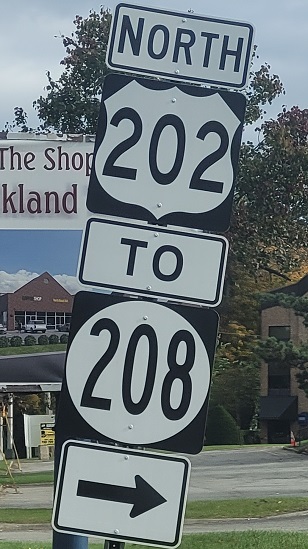 NORTH
202
The Shop
kland
TO
208